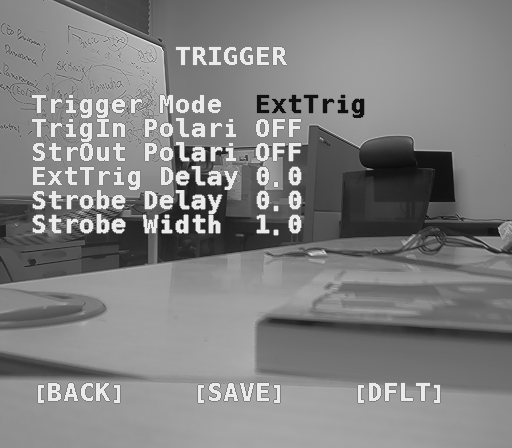 TRIGGER
Trigger Mode ExtTrig
TrigIn Polari OFF
StrOut Polari OFF
ExtTrig Delay 0.0
Strobe Delay 0.0
Strobe Width 1.0
[BACK] [SAVE] [DFLT]